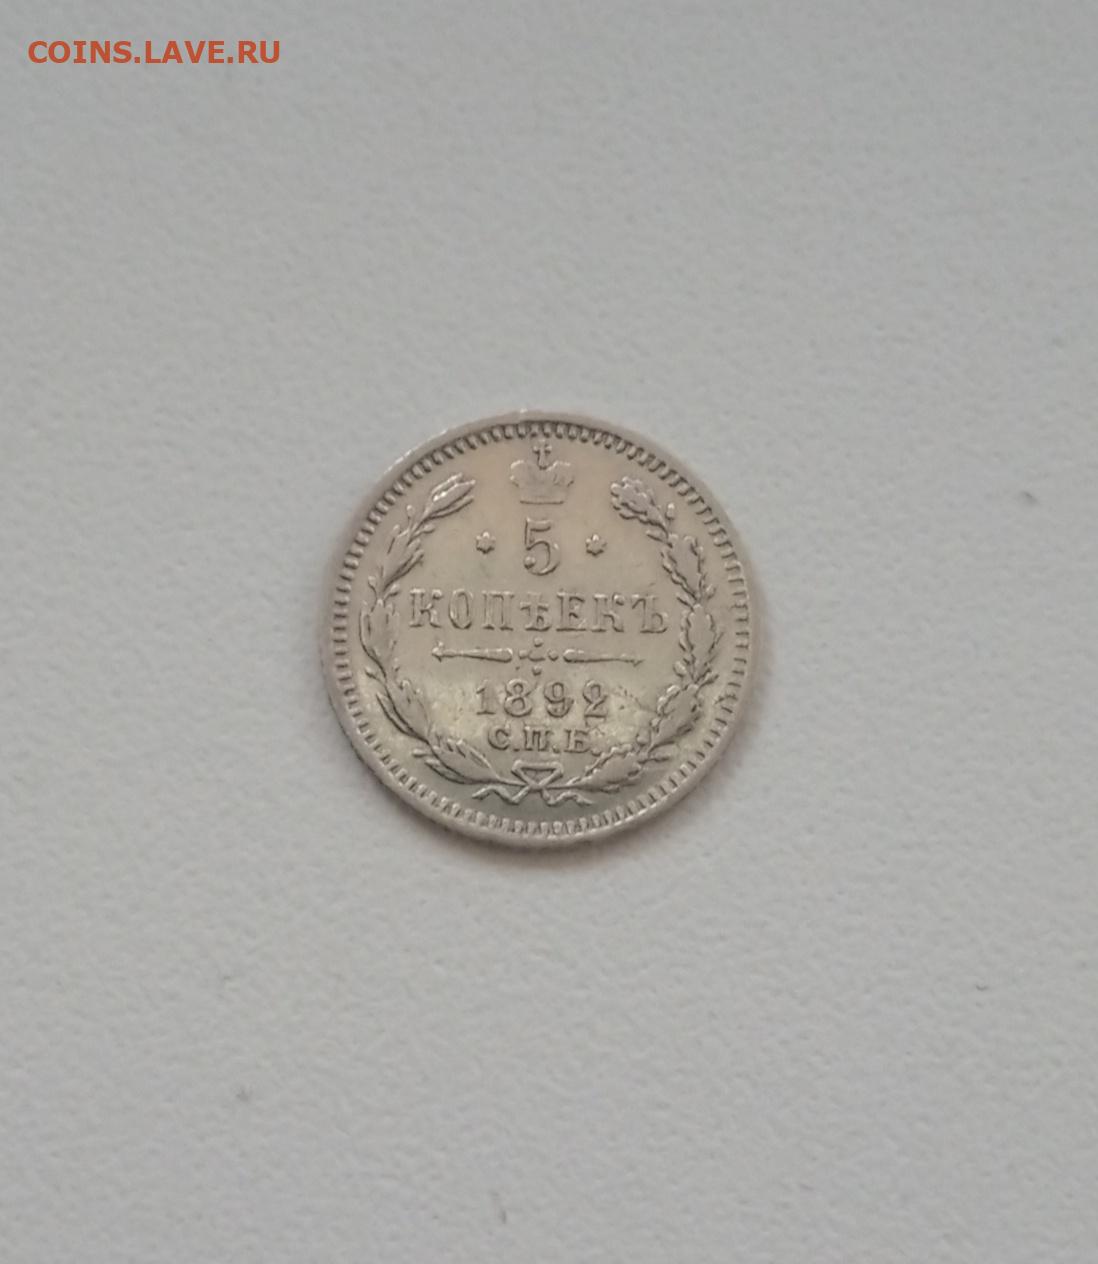 COINS.LAVE.RU
5
КОПѢЕКЪ
1892
С.П.Б.